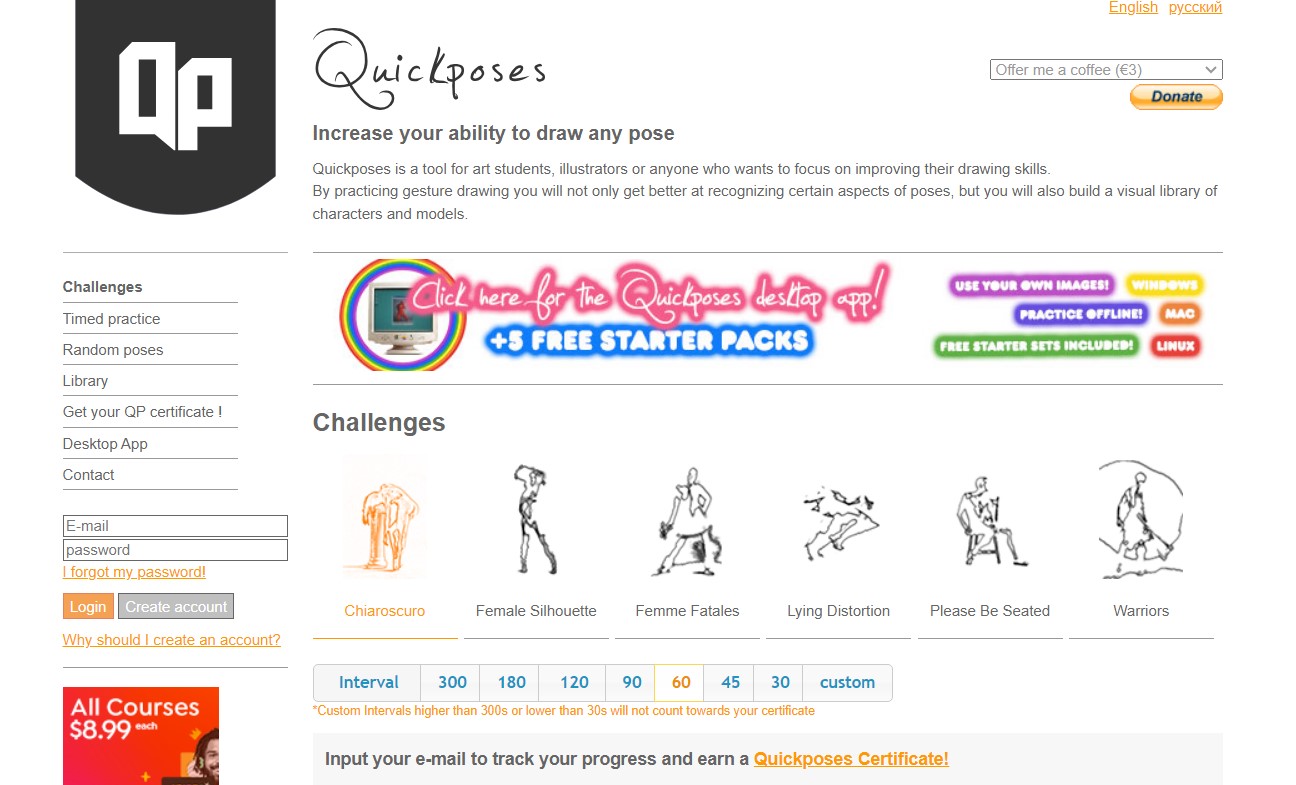 English русский
QP
Quickposes
Offer me a coffee (€3)
Donate
Increase your ability to draw any pose
Quickposes is a tool for art students, illustrators or anyone who wants to focus on improving their drawing skills.
By practicing gesture drawing you will not only get better at recognizing certain aspects of poses, but you will also build a visual library of
characters and models.
Challenges
Timed practice
Random poses
Library
Get your QP certificate !
Desktop App
Contact
E-mail
password
I forgot my password!
Login Create account
Why should I create an account?
All Courses
$8.99 each
Click here for the Quickposes desktop app!
+5 FREE STARTER PACKS
USE YOUR OWN IMAGES! WINDOWS
PRACTICE OFFLINE! MAC
FREE STARTER SETS INCLUDED! LINUX
Challenges
Chiaroscuro Female Silhouette Femme Fatales Lying Distortion Please Be Seated Warriors
Interval 300 180 120 90 60 45 30 custom
*Custom Intervals higher than 300s or lower than 30s will not count towards your certificate
Input your e-mail to track your progress and earn a Quickposes Certificate!